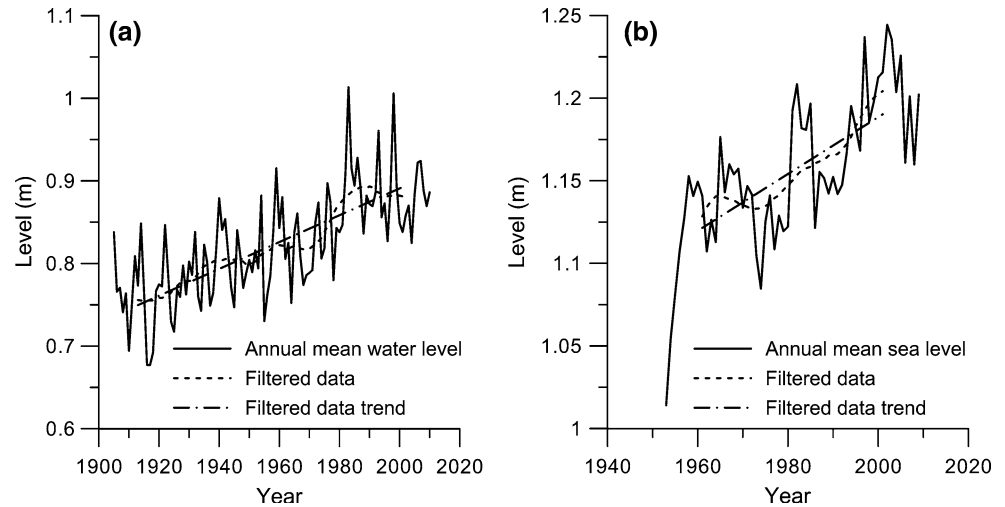 (a)
1.1
1
0.9
0.8
0.7
0.6
Level (m)
Annual mean water level
Filtered data
Filtered data trend
1900 1920 1940 1960 1980 2000 2020
Year
(b)
1.25
1.2
1.15
1.1
1.05
1
Level (m)
Annual mean sea level
Filtered data
Filtered data trend
1940 1960 1980 2000 2020
Year